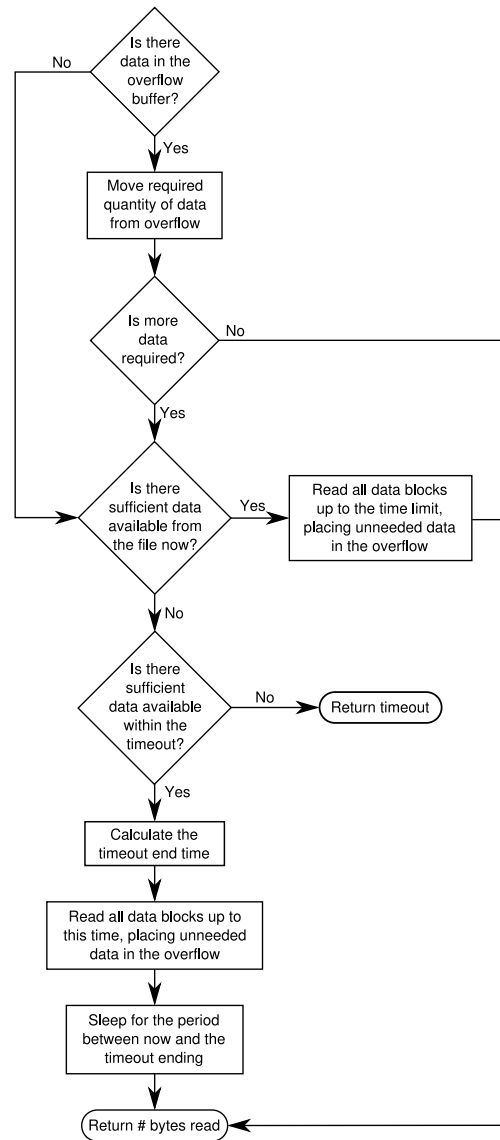 Is there
data in the
overflow
buffer?
No
Yes
Move required
quantity of data
from overflow
Is more
data
required?
No
Yes
Is there
sufficient data
available from
the file now?
Yes
Read all data blocks
up to the time limit,
placing unneeded data
in the overflow
No
Is there
sufficient
data available
within the
timeout?
No
Return timeout
Yes
Calculate the
timeout end time
Read all data blocks up to
this time, placing unneeded
data in the overflow
Sleep for the period
between now and the
timeout ending
Return # bytes read